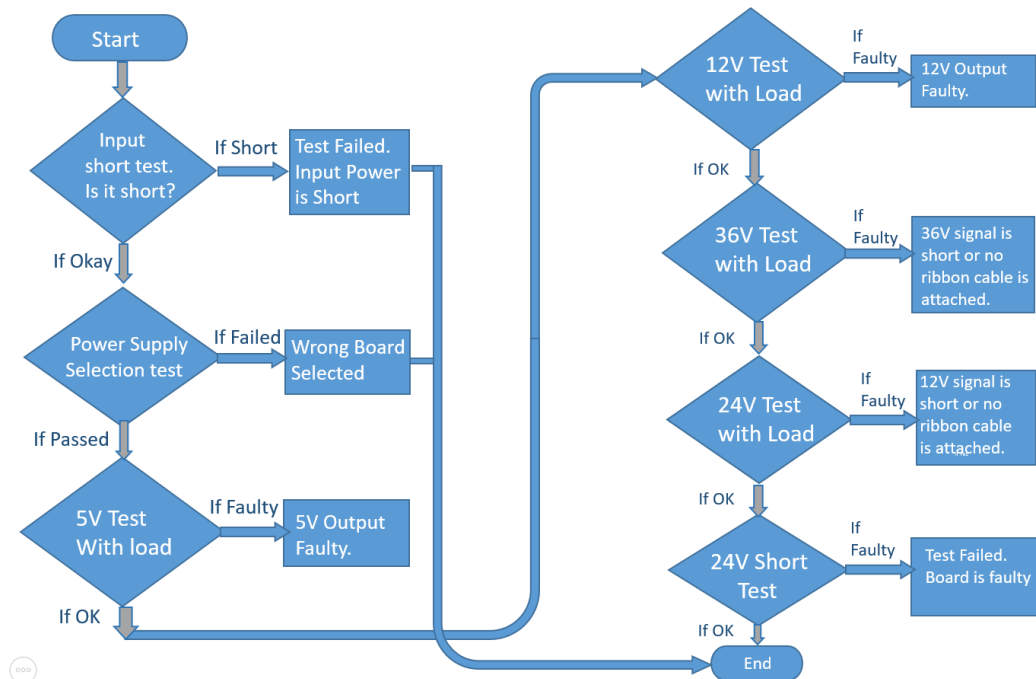 Start
Input
short test.
Is it short?
If Short
Test Failed.
Input Power
is Short
If Okay
Power Supply
Selection test
If Failed
Wrong Board
Selected
If Passed
5V Test
With load
If Faulty
5V Output
Faulty.
If OK
12V Test
with Load
If
Faulty
12V Output
Faulty.
If OK
36V Test
with Load
If
Faulty
36V signal is
short or no
ribbon cable is
attached.
If OK
24V Test
with Load
If
Faulty
12V signal is
short or no
ribbon cable
is attached.
If OK
24V Short
Test
If
Faulty
Test Failed.
Board is faulty
If OK
End